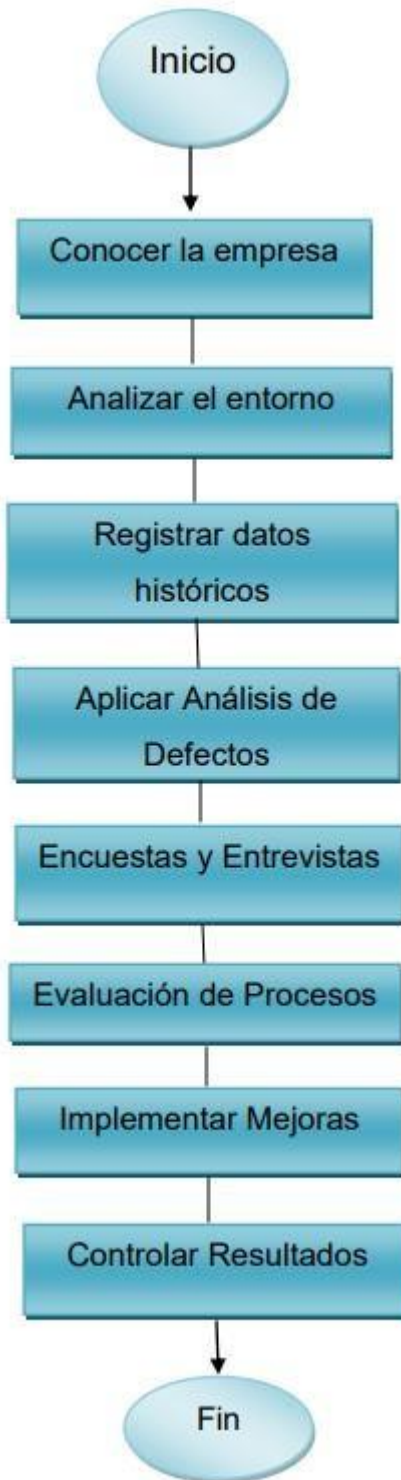 Inicio
Conocer la empresa
Analizar el entorno
Registrar datos
históricos
Aplicar Análisis de
Defectos
Encuestas y Entrevistas
Evaluación de Procesos
Implementar Mejoras
Controlar Resultados
Fin